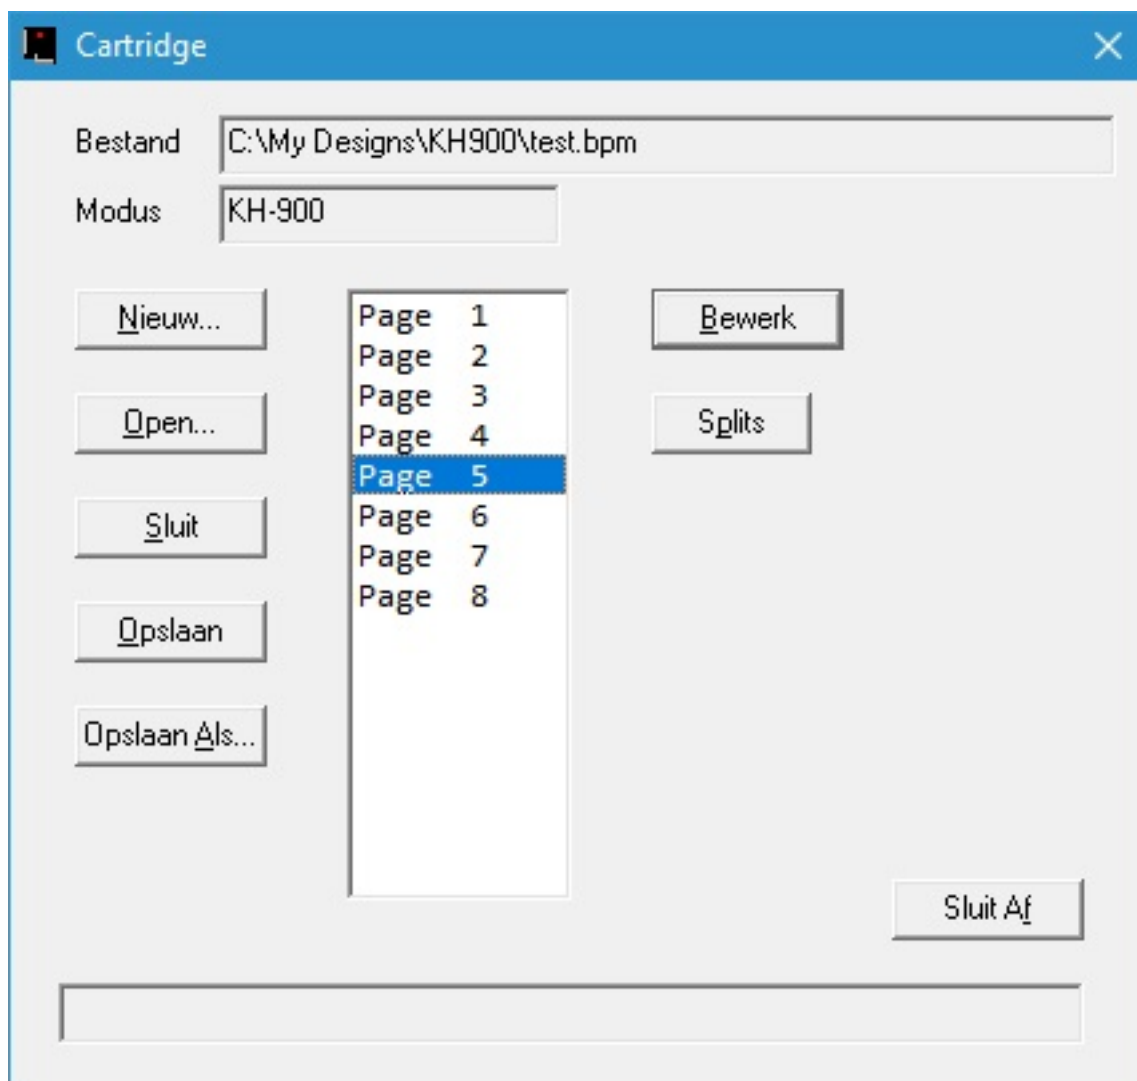 Cartridge
Bestand C:\My Designs\KH900\test.bpm
Modus KH-900
Nieuw...
Open...
Sluit
Opslaan
Opslaan Als...
Page 1
Page 2
Page 3
Page 4
Page 5
Page 6
Page 7
Page 8
Bewerk
Splits
Sluit Af